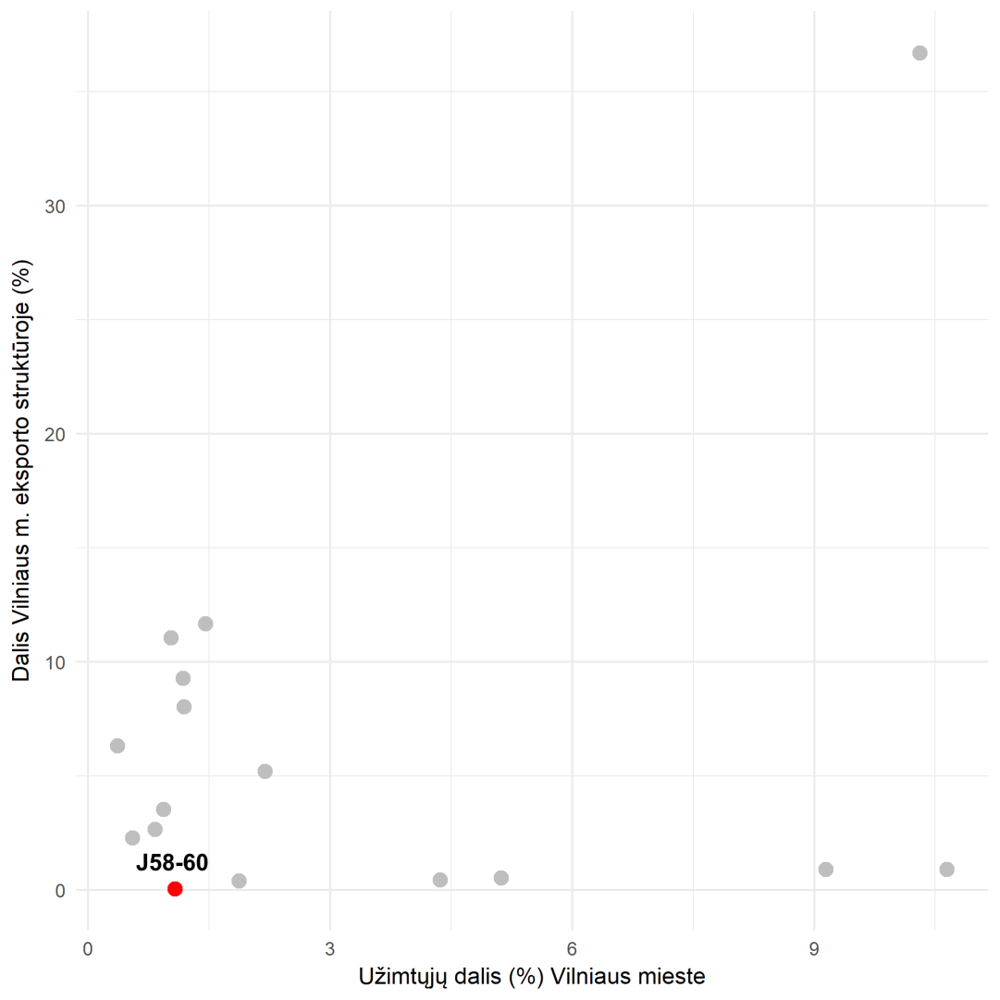 Dalis Vilniaus m. eksporto struktūroje (%)
30
20
10
0
J58-60
0 3 6 9
Užimtųjų dalis (%) Vilniaus mieste